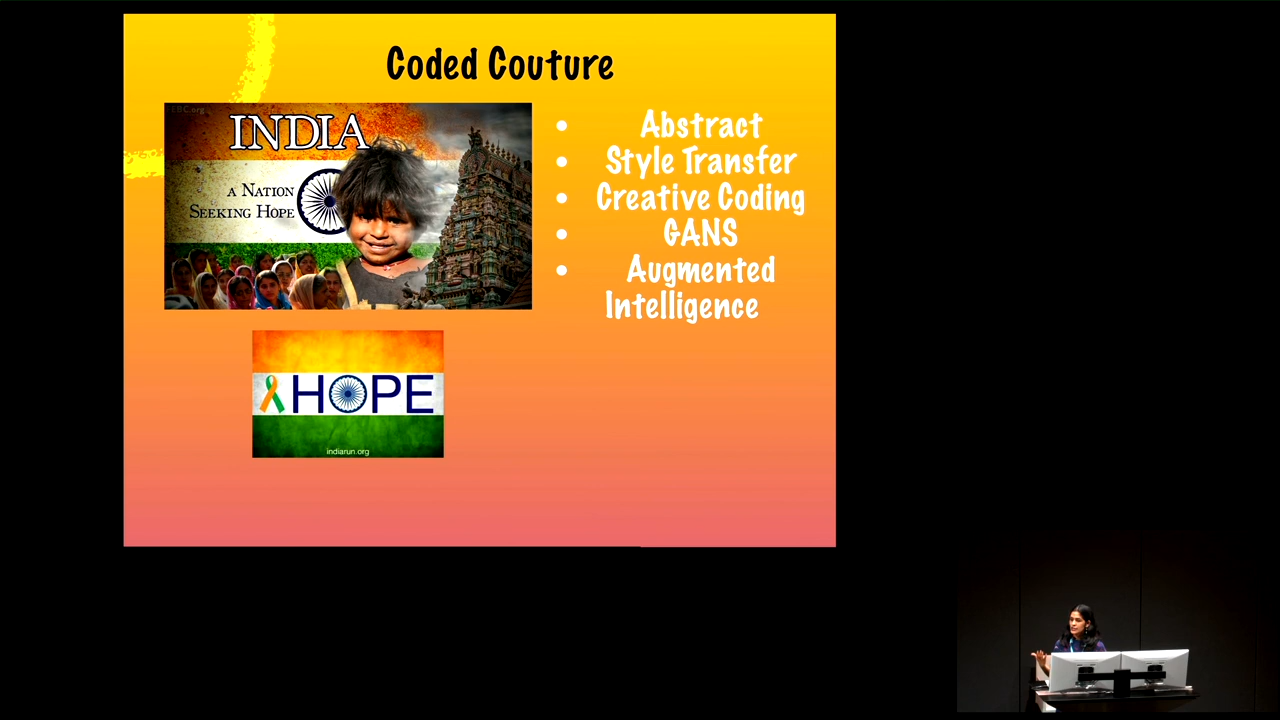 Coded Couture
INDIA
A NATION
SEEKING HOPE
• Abstract
• Style Transfer
• Creative Coding
• GANS
• Augmented
Intelligence
HOPE
indiarun.org